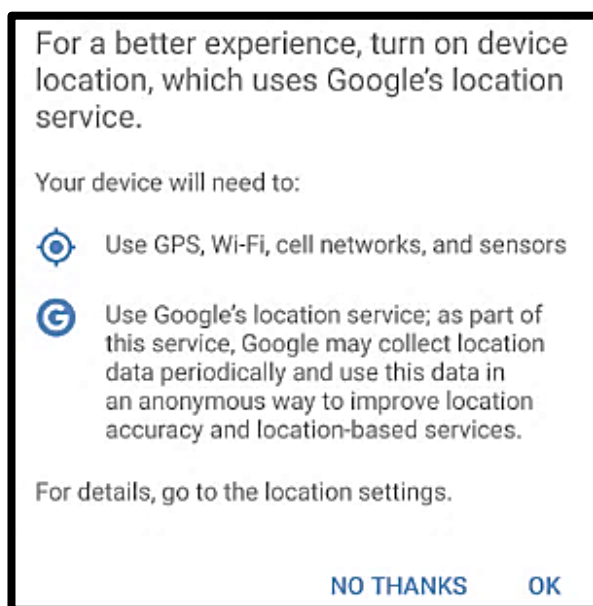 For a better experience, turn on device
location, which uses Google's location
service.
Your device will need to:
Use GPS, Wi-Fi, cell networks, and sensors
G Use Google's location service; as part of
this service, Google may collect location
data periodically and use this data in
an anonymous way to improve location
accuracy and location-based services.
For details, go to the location settings.
NO THANKS OK